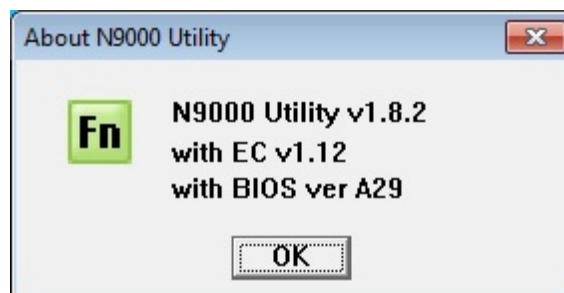 About N9000 Utility
Fn
N9000 Utility v1.8.2
with EC v1.12
with BIOS ver A29
OK